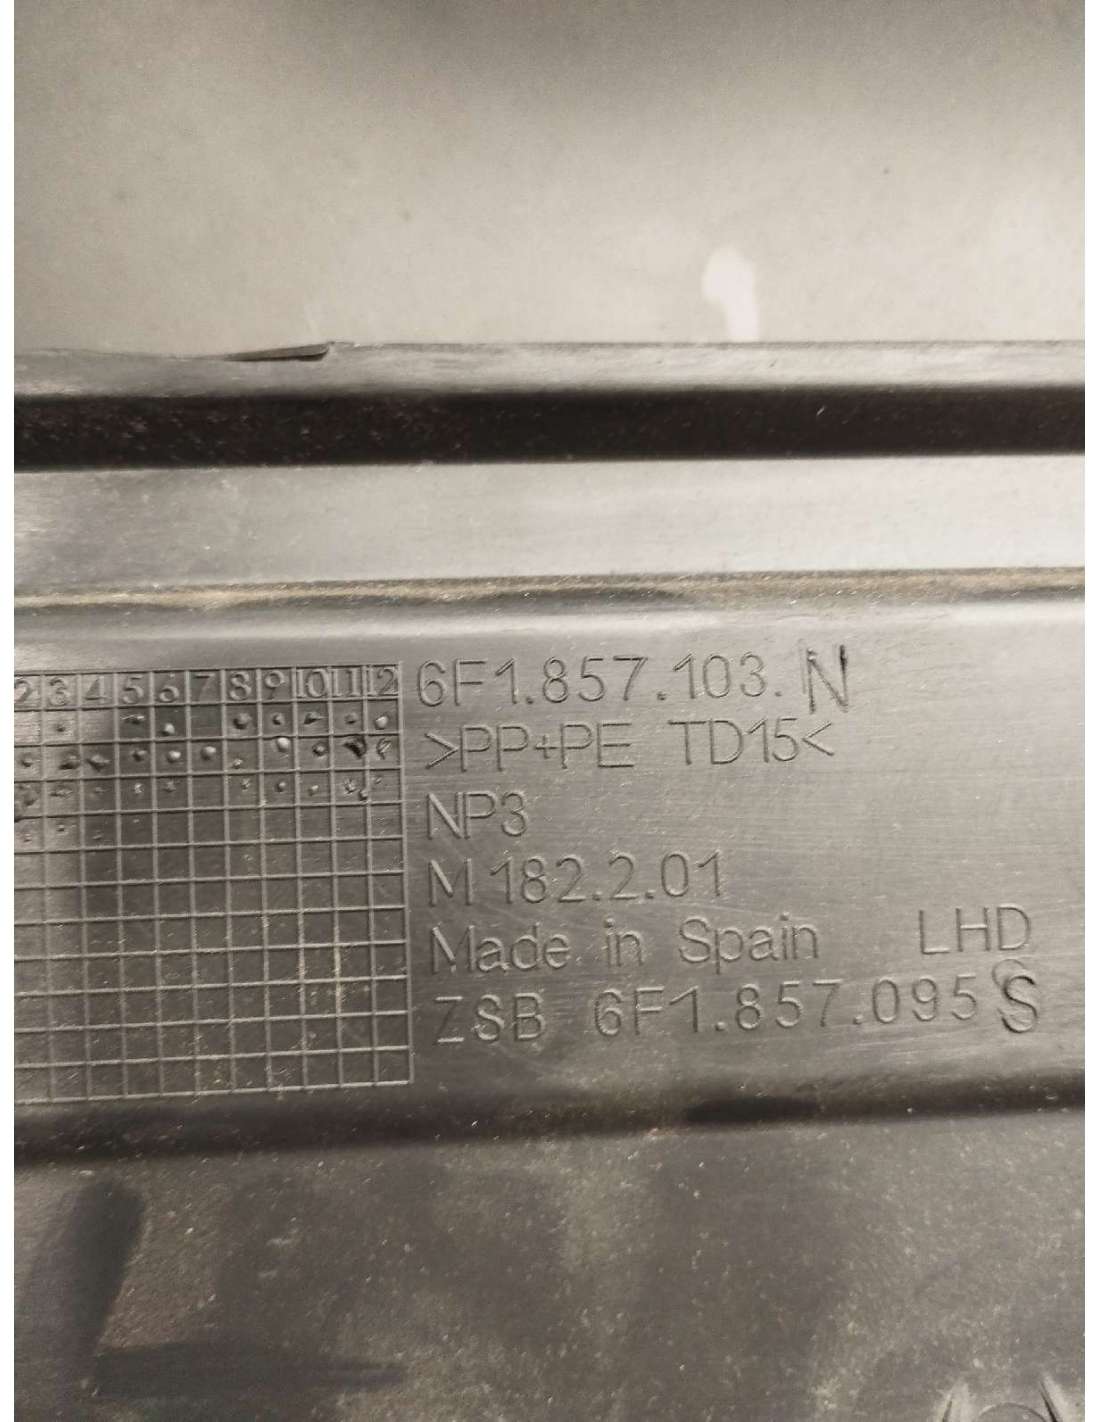 2 3 4 5 6 7 8 9 10 11 12
6F1.857.103.N
>PP+PE TD15<
NP3
M182.2.01
Made in Spain LHD
ZSB 6F1.857.095 S